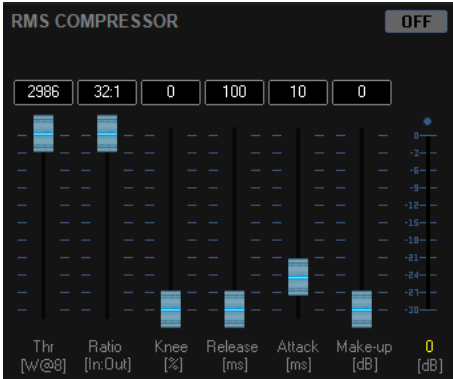 RMS COMPRESSOR OFF
2986 32:1 0 100 10 0
0
-3
-6
-9
-12
-15
-18
-21
-24
-27
-30
Thr Ratio Knee Release Attack Make-up 0
[W@8] [In:Out] [%] [ms] [ms] [dB] [dB]